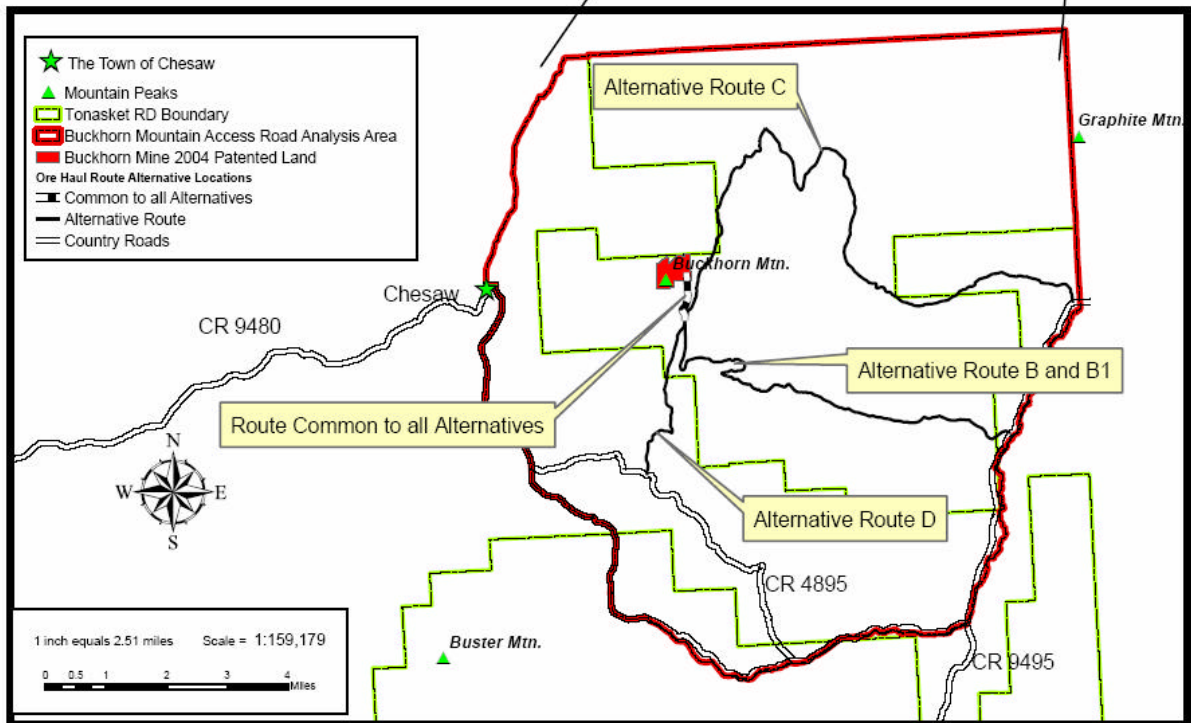 The Town of Chesaw
Mountain Peaks
Tonasket RD Boundary
Buckhorn Mountain Access Road Analysis Area
Buckhorn Mine 2004 Patented Land
Ore Haul Route Alternative Locations
Common to all Alternatives
Alternative Route
Country Roads
Alternative Route C
Graphite Mtn.
Buckhorn Mtn.
Chesaw
CR 9480
Alternative Route B and B1
Route Common to all Alternatives
N
W E
S
Alternative Route D
CR 4895
Buster Mtn.
CR 9495
1 inch equals 2.51 miles Scale = 1:159,179
0 0.5 1 2 3 4
Miles